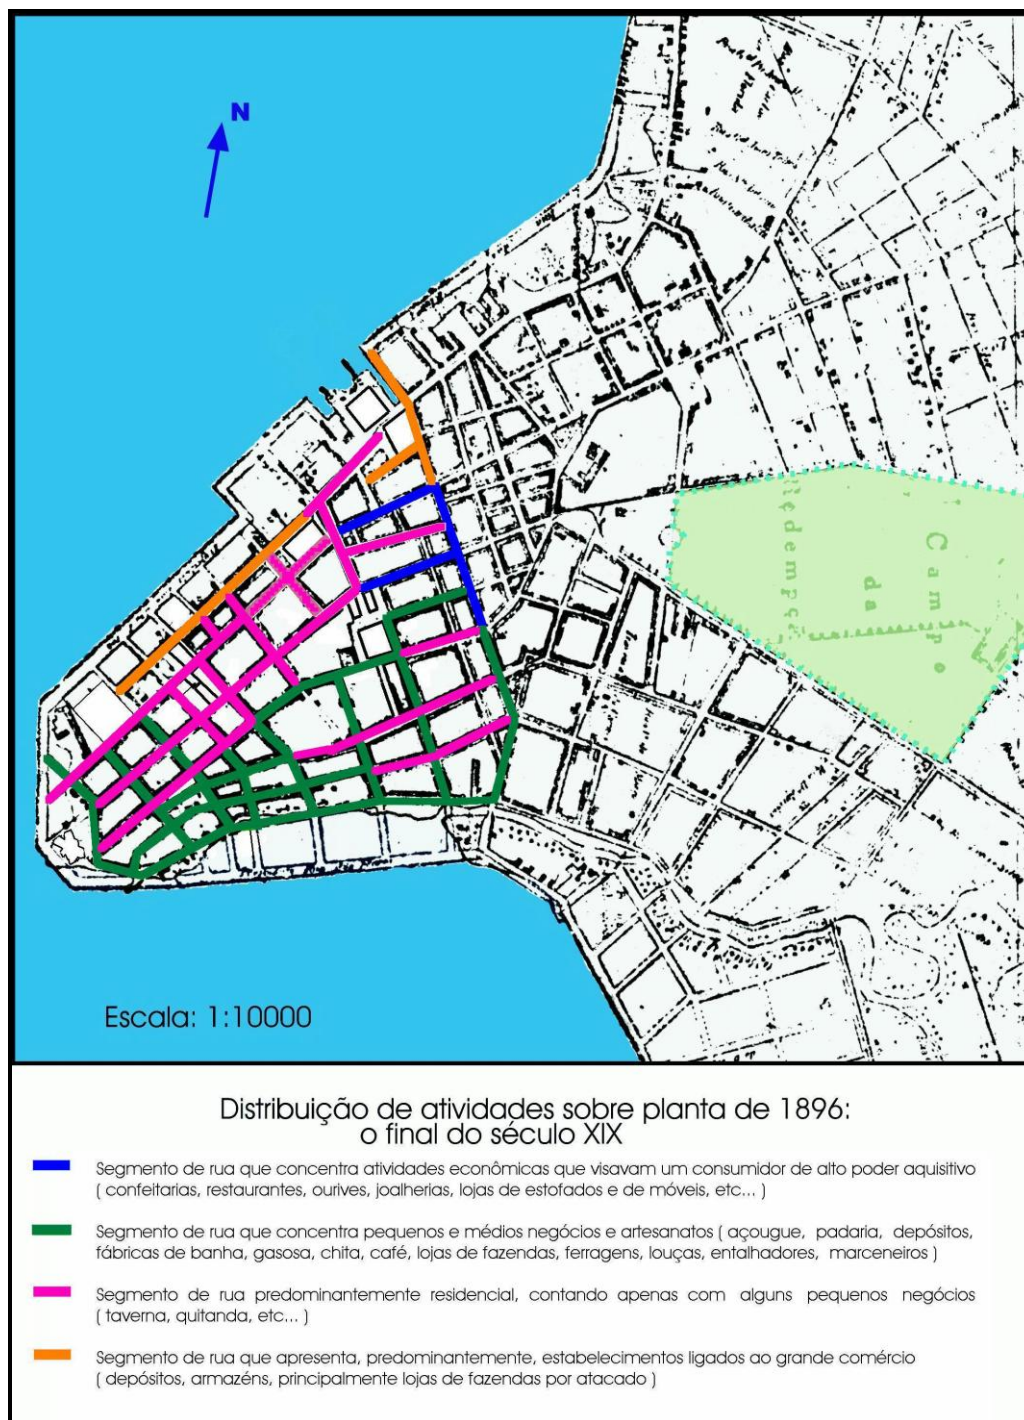 N
Campo
da
Escala: 1:10000
Distribuição de atividades sobre planta de 1896:
o final do século XIX
Segmento de rua que concentra atividades econômicas que visavam um consumidor de alto poder aquisitivo
( confeitarias, restaurantes, ourives, joalherias, lojas de estofados e de móveis, etc... )
Segmento de rua que concentra pequenos e médios negócios e artesanatos ( açougue, padaria, depósitos,
fábricas de banha, gasosa, chita, café, lojas de fazendas, ferragens, louças, entalhadores, marceneiros )
Segmento de rua predominantemente residencial, contando apenas com alguns pequenos negócios
( taverna, quitanda, etc... )
Segmento de rua que apresenta, predominantemente, estabelecimentos ligados ao grande comércio
( depósitos, armazéns, principalmente lojas de fazendas por atacado )